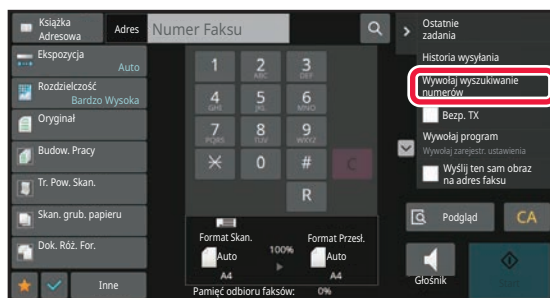 Książka
Adresowa
Adres
Numer Faksu
Ekspozycja
Auto
Rozdzielczość
Bardzo Wysoka
Oryginał
Budow. Pracy
Tr. Pow. Skan.
Skan. grub. papieru
Dok. Róż. For.
Inne
1
2
ABC
3
DEF
4
GHI
5
JKL
6
MNO
7
PQRS
8
TUV
9
WXYZ
0
#
C
R
Format Skan.
Auto
A4
100%
Format Przesł.
Auto
A4
Pamięć odbioru faksów: 0%
Ostatnie
zadania
Historia wysyłania
Wywołaj wyszukiwanie
numerów
Bezp. TX
Wywołaj program
Wywołaj zarejestr. ustawienia
Wyślij ten sam obraz
na adres faksu
Podgląd
CA
Głośnik
Start